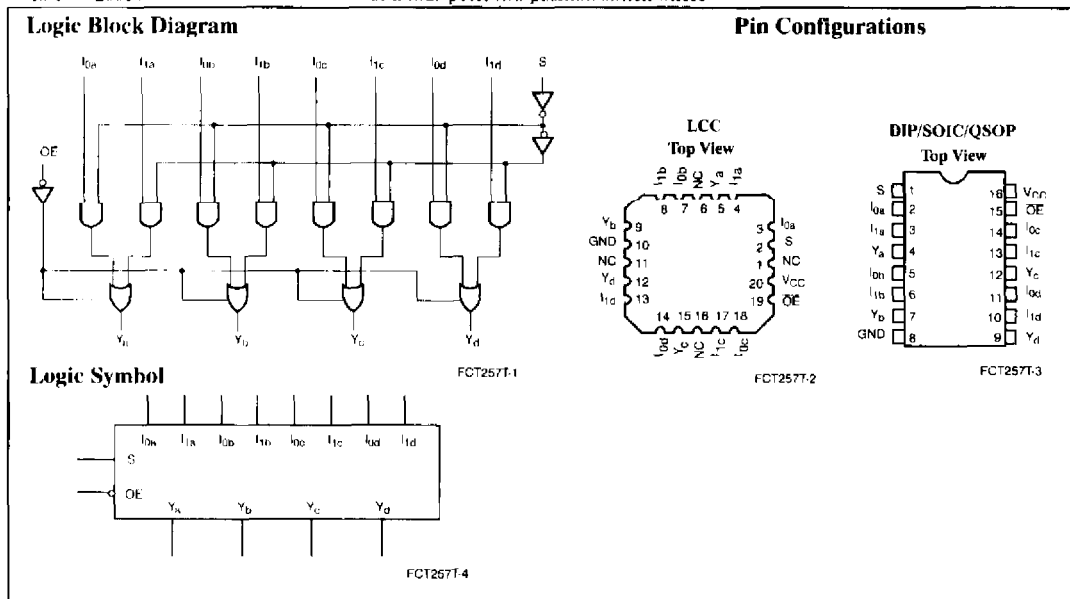 Logic Block Diagram
I0a I1a I0b I1b I0c I1c I0d I1d S
OE
Ya Yb Yc Yd
FCT257T-1
Logic Symbol
I0a I1a I0b I1b I0c I1c I0d I1d
S
OE
Ya Yb Yc Yd
FCT257T-4
Pin Configurations
LCC
Top View
I1b I0b NC Ya I1a
8 7 6 5 4
Yb 9
GND 10
NC 11
Yd 12
I1d 13
3 I0a
2 S
1 NC
20 VCC
19 OE
14 15 16 17 18
I0d Yc NC I1c I0c
FCT257T-2
DIP/SOIC/QSOP
Top View
S 1 16 VCC
I0a 2 15 OE
I1a 3 14 I0c
Ya 4 13 I1c
I0b 5 12 Yc
I1b 6 11 I0d
Yb 7 10 I1d
GND 8 9 Yd
FCT257T-3